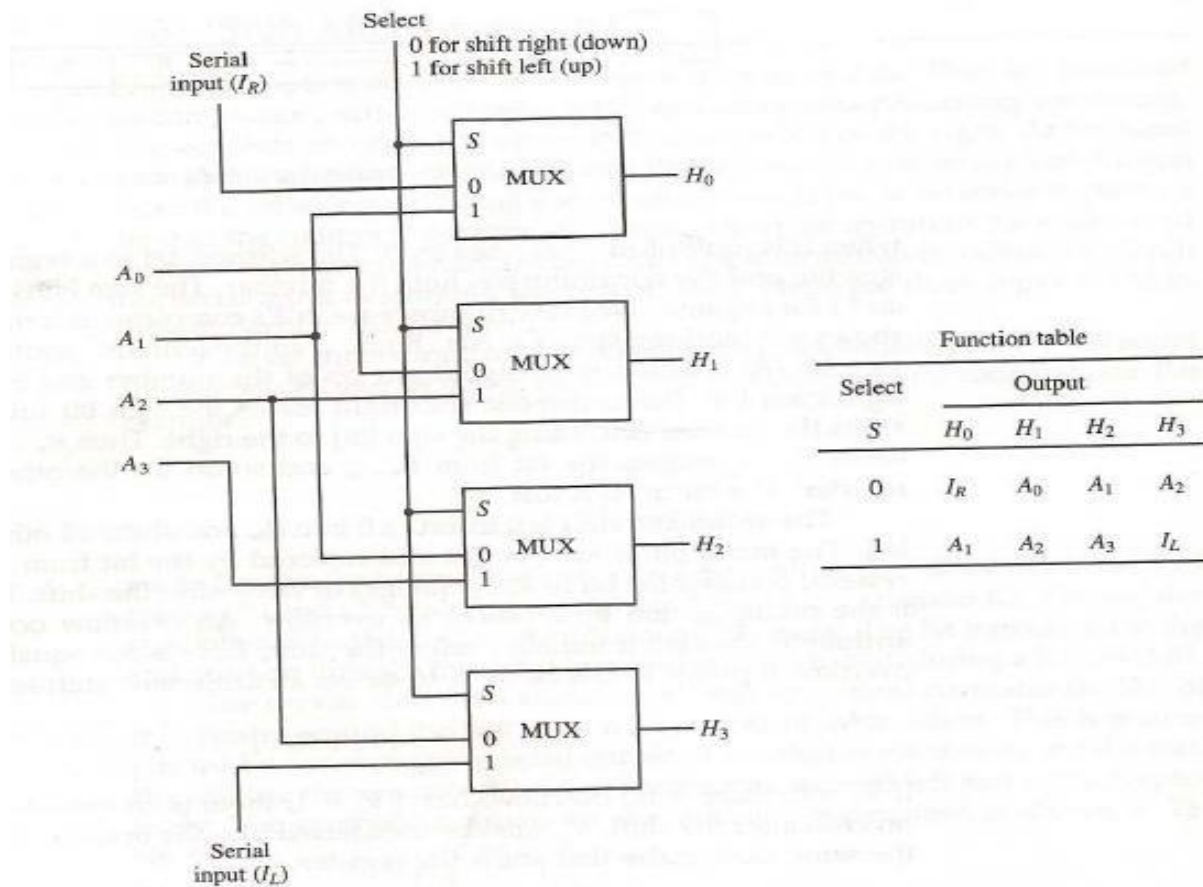 Select
0 for shift right (down)
1 for shift left (up)
Serial
input (I_R)
S
MUX
0
1
H_0
A_0
A_1
A_2
A_3
S
MUX
0
1
H_1
S
MUX
0
1
H_2
S
MUX
0
1
H_3
Serial
input (I_L)
Function table
Select Output
S H_0 H_1 H_2 H_3
0 I_R A_0 A_1 A_2
1 A_1 A_2 A_3 I_L